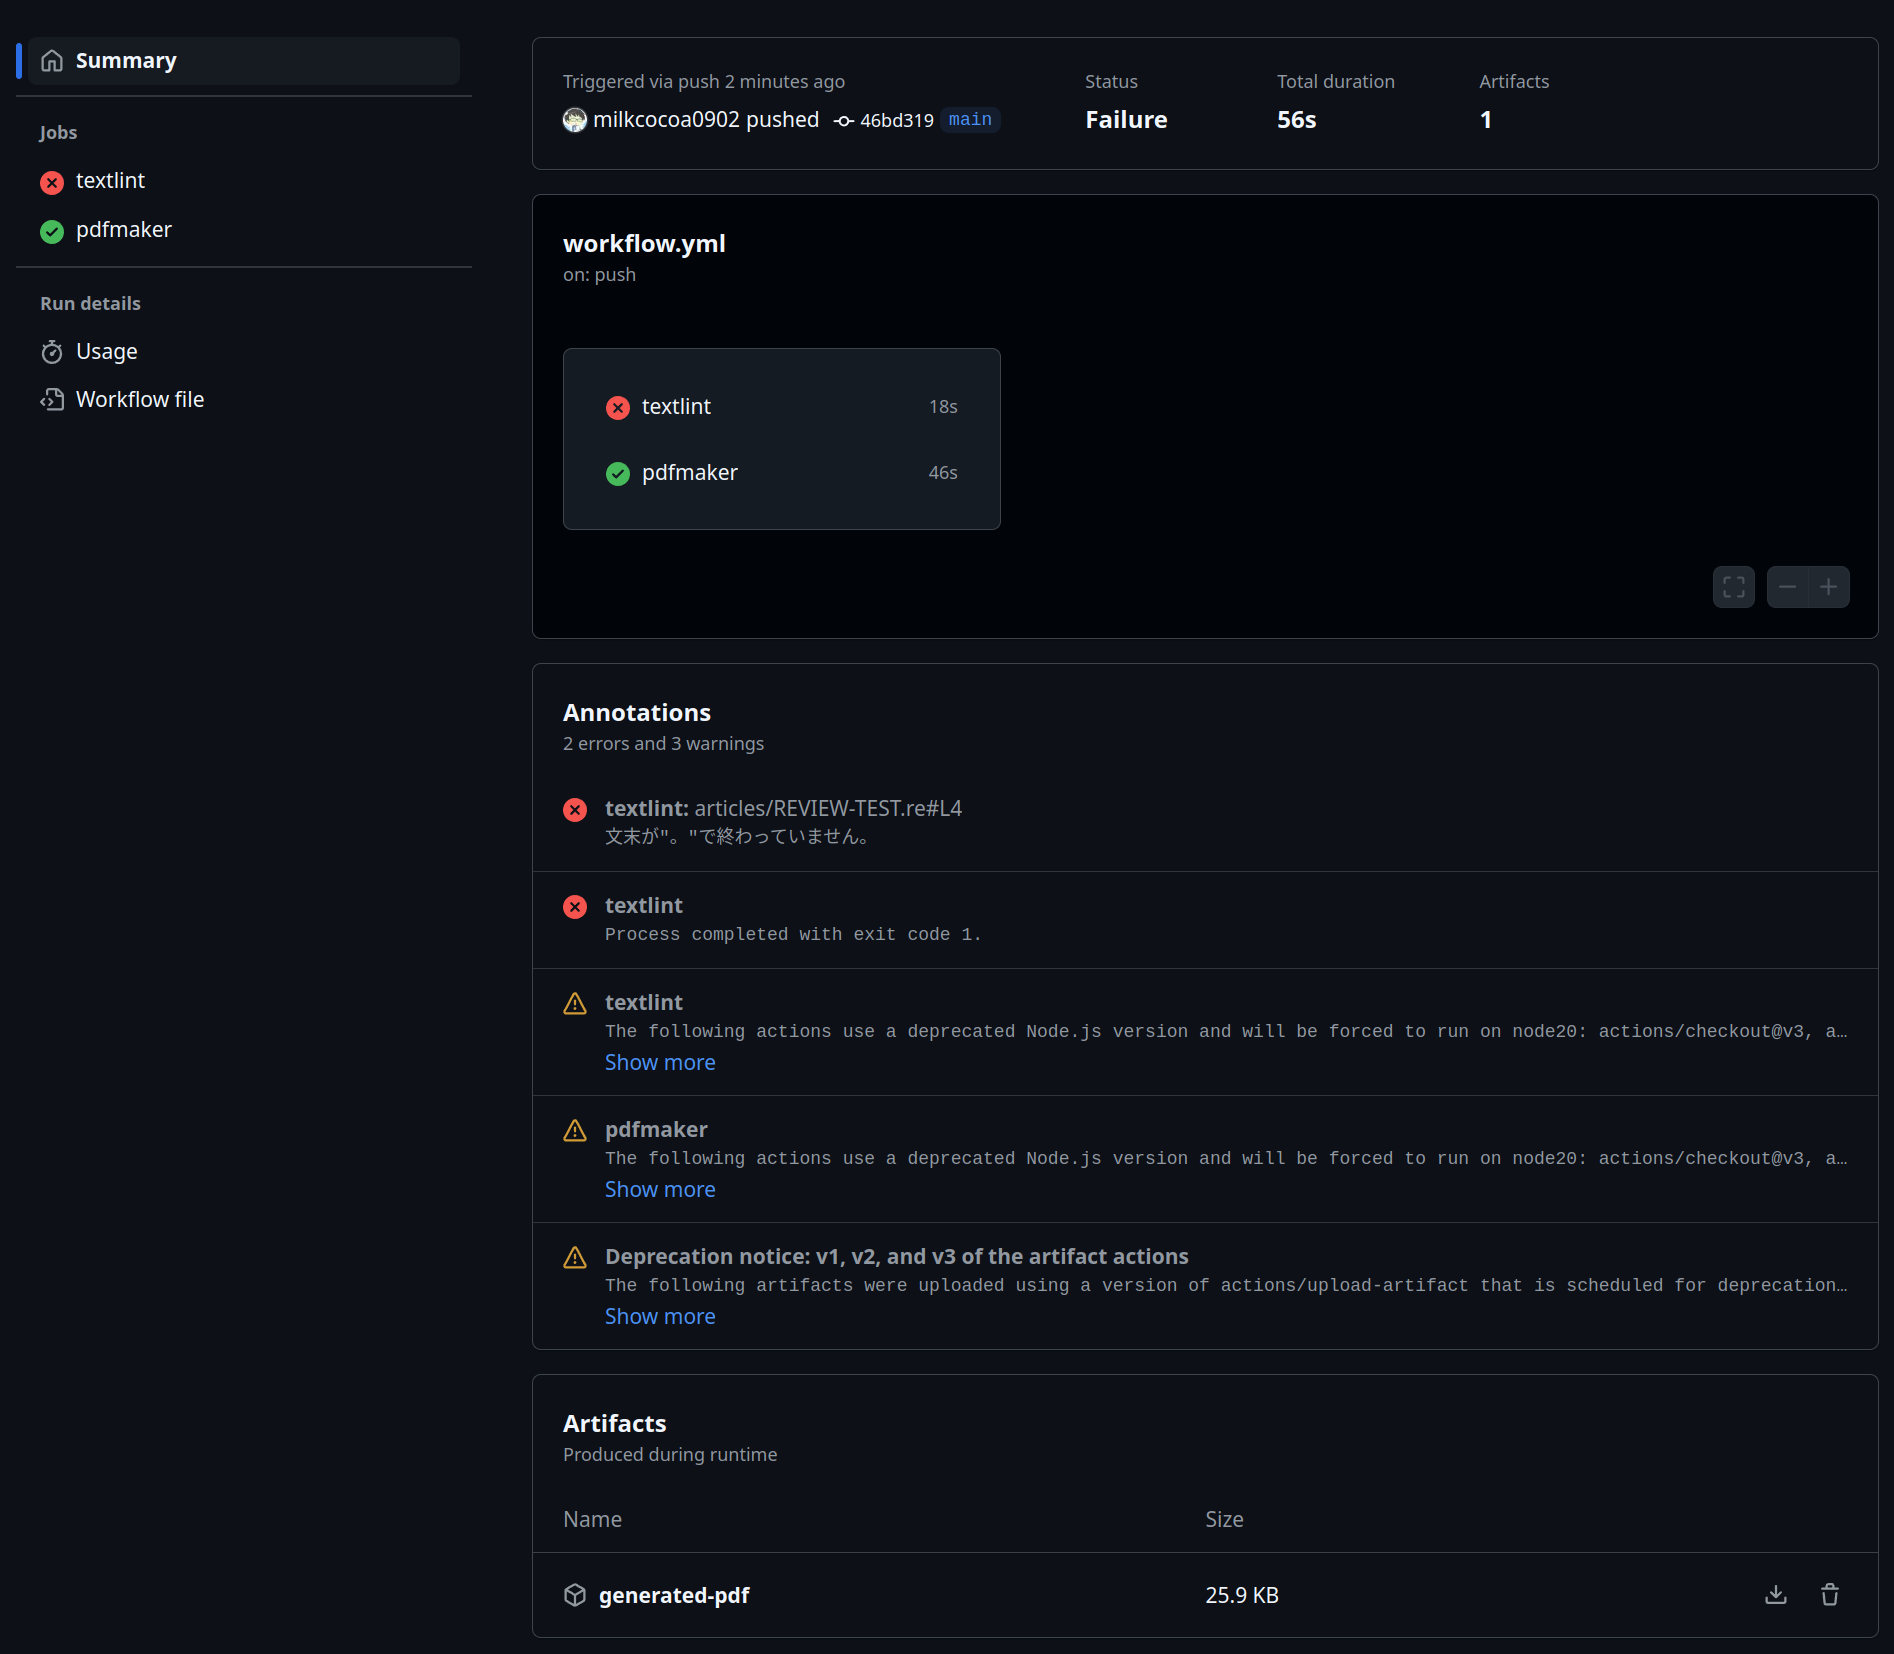 Summary
Jobs
textlint
pdfmaker
Run details
Usage
Workflow file
Triggered via push 2 minutes ago
milkcocoa0902 pushed 46bd319 main
Status
Failure
Total duration
56s
Artifacts
1
workflow.yml
on: push
textlint 18s
pdfmaker 46s
Annotations
2 errors and 3 warnings
textlint: articles/REVIEW-TEST.re#L4
文末が"。"で終わっていません。
textlint
Process completed with exit code 1.
textlint
The following actions use a deprecated Node.js version and will be forced to run on node20: actions/checkout@v3, a…
Show more
pdfmaker
The following actions use a deprecated Node.js version and will be forced to run on node20: actions/checkout@v3, a…
Show more
Deprecation notice: v1, v2, and v3 of the artifact actions
The following artifacts were uploaded using a version of actions/upload-artifact that is scheduled for deprecation…
Show more
Artifacts
Produced during runtime
Name Size
generated-pdf 25.9 KB